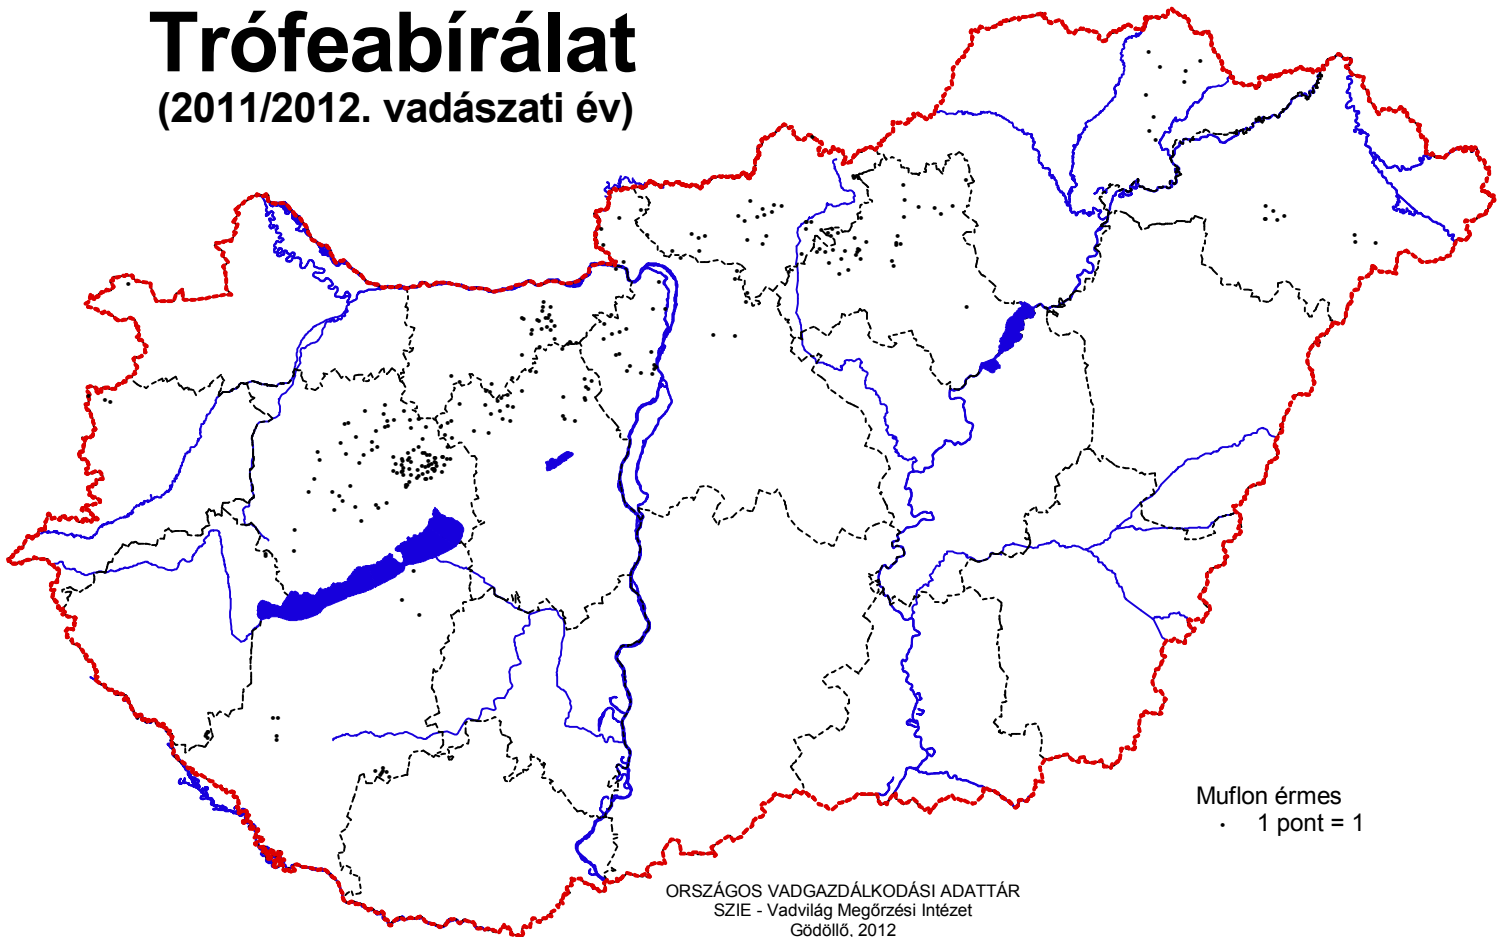 Trófeabírálat
(2011/2012. vadászati év)
Muflon érmes
1 pont = 1
ORSZÁGOS VADGAZDÁLKODÁSI ADATTÁR
SZIE - Vadvilág Megőrzési Intézet
Gödöllő, 2012